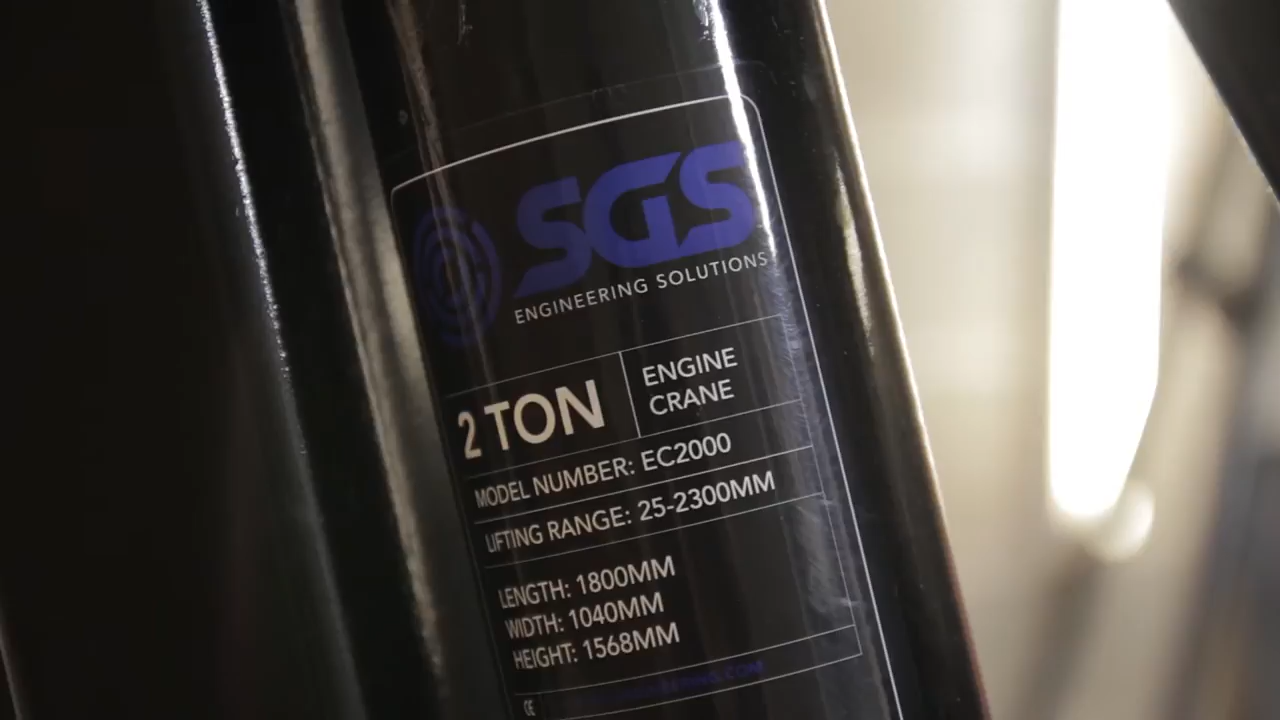 SGS
ENGINEERING SOLUTIONS
2 TON
ENGINE
CRANE
MODEL NUMBER: EC2000
LIFTING RANGE: 25-2300MM
LENGTH: 1800MM
WIDTH: 1040MM
HEIGHT: 1568MM
CE